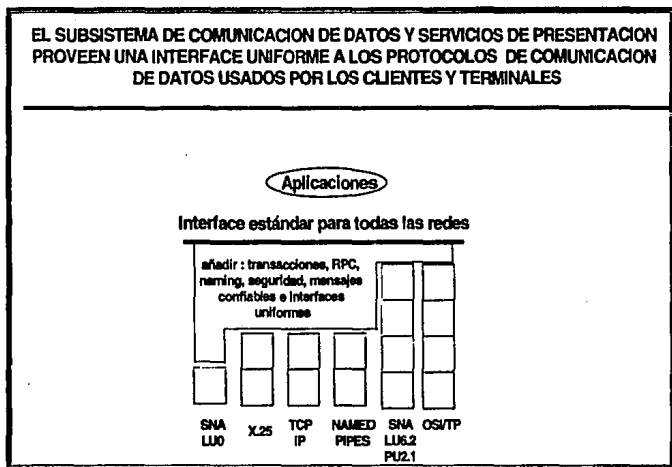 EL SUBSISTEMA DE COMUNICACION DE DATOS Y SERVICIOS DE PRESENTACION
PROVEEN UNA INTERFACE UNIFORME A LOS PROTOCOLOS DE COMUNICACION
DE DATOS USADOS POR LOS CLIENTES Y TERMINALES
Aplicaciones
Interface estándar para todas las redes
añadir : transacciones, RPC,
naming, seguridad, mensajes
confiables e interfaces
uniformes
SNA LU0
X.25
TCP IP
NAMED PIPES
SNA LU6.2 PU2.1
OSI/TP